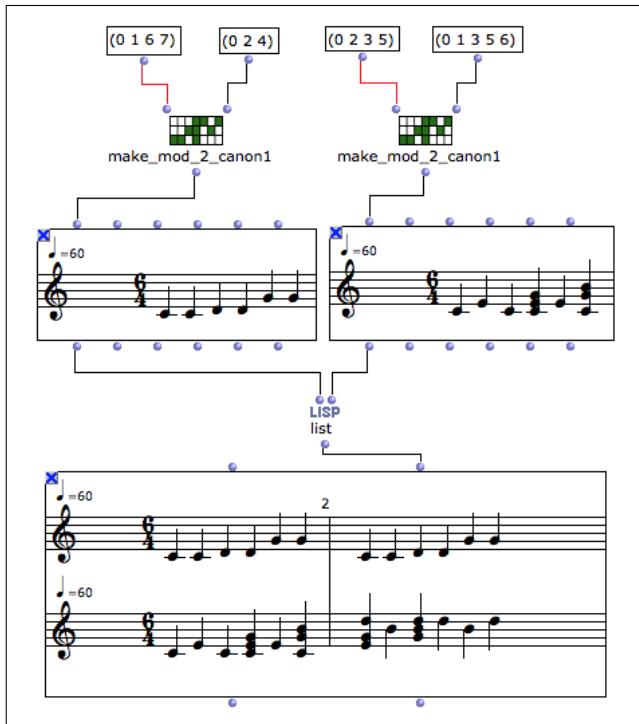 (0 1 6 7) (0 2 4) (0 2 3 5) (0 1 3 5 6)
make_mod_2_canon1 make_mod_2_canon1
=60 =60
6 6
4 4
LISP
list
=60
2
6
4
=60
6
4